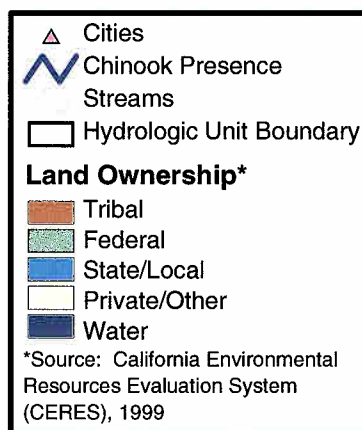 Cities
Chinook Presence
Streams
Hydrologic Unit Boundary
Land Ownership*
Tribal
Federal
State/Local
Private/Other
Water
*Source: California Environmental
Resources Evaluation System
(CERES), 1999